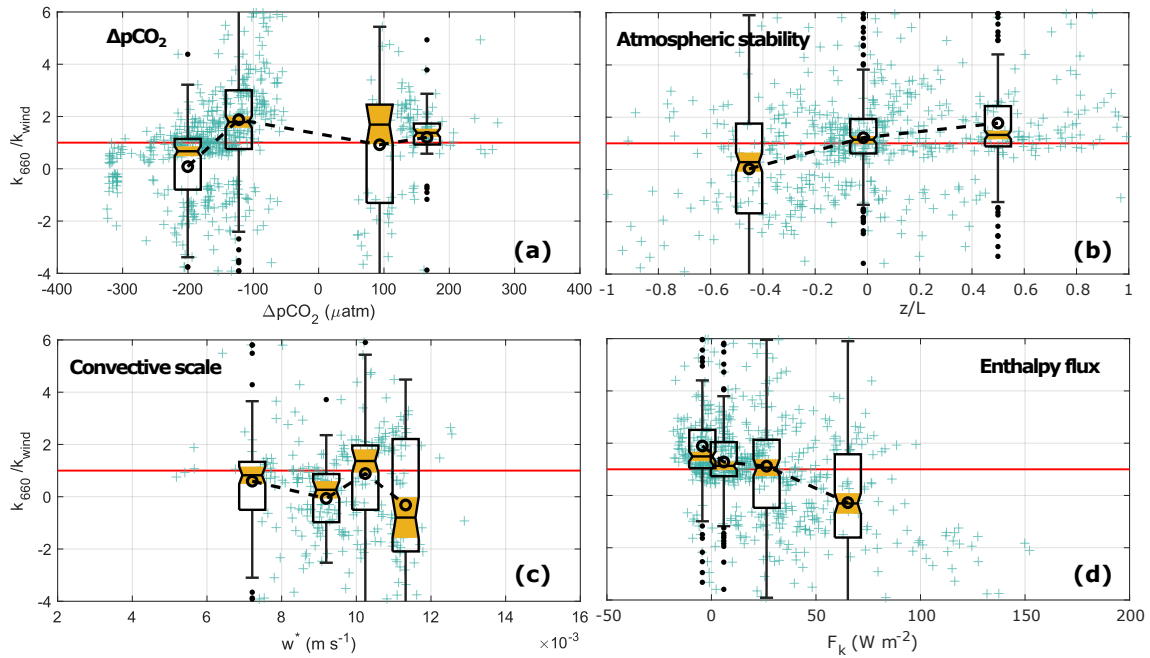 ΔpCO₂
(a)
k₆₆₀ /k_wind
6
4
2
0
-2
-4
-400 -300 -200 -100 0 100 200 300 400
ΔpCO₂ (μatm)
Atmospheric stability
(b)
-1 -0.8 -0.6 -0.4 -0.2 0 0.2 0.4 0.6 0.8 1
z/L
Convective scale
(c)
k₆₆₀ /k_wind
6
4
2
0
-2
-4
2 4 6 8 10 12 14 16
w* (m s⁻¹) ×10⁻³
Enthalpy flux
(d)
-50 0 50 100 150 200
F_k (W m⁻²)